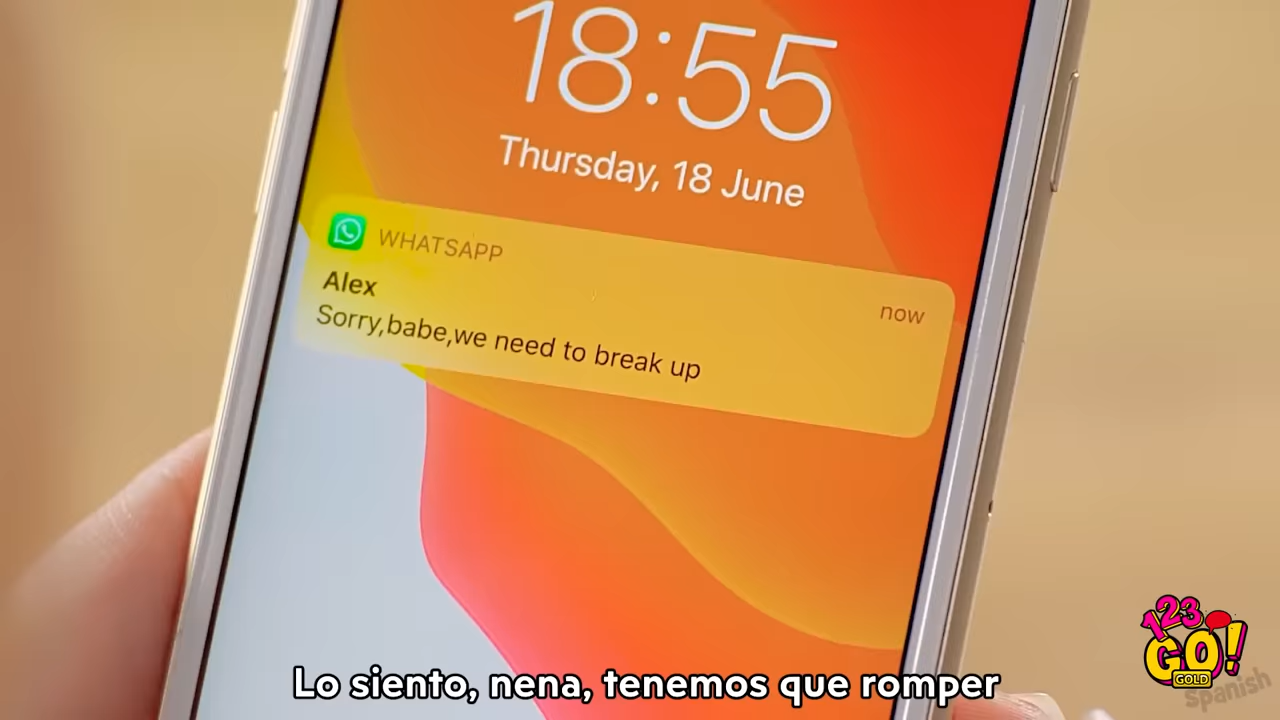 18:55
Thursday, 18 June
WHATSAPP
now
Alex
Sorry,babe,we need to break up
Lo siento, nena, tenemos que romper
123
GO!
GOLD
Spanish